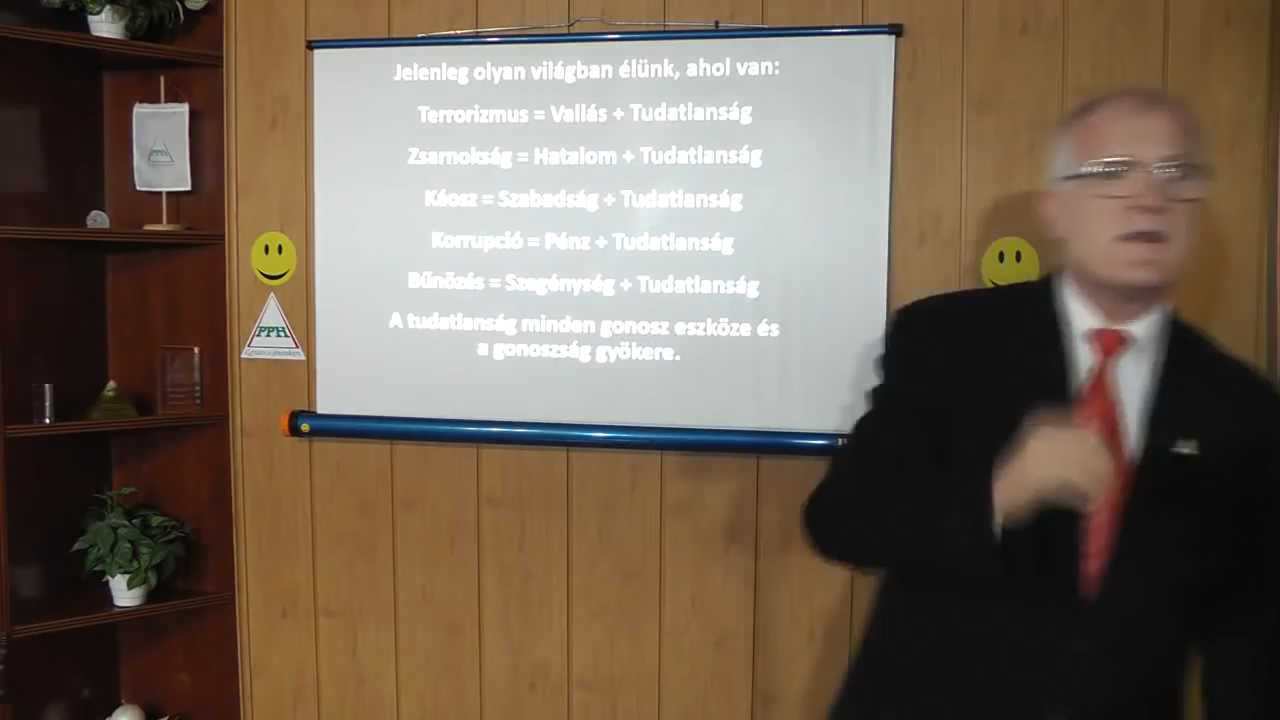 Jelenleg olyan világban élünk, ahol van:
Terrorizmus = Vallás + Tudatlanság
Zsarnokság = Hatalom + Tudatlanság
Káosz = Szabadság + Tudatlanság
Korrupció = Pénz + Tudatlanság
Bűnözés = Szegénység + Tudatlanság
A tudatlanság minden gonosz eszköze és
a gonoszság gyökere.
PPH